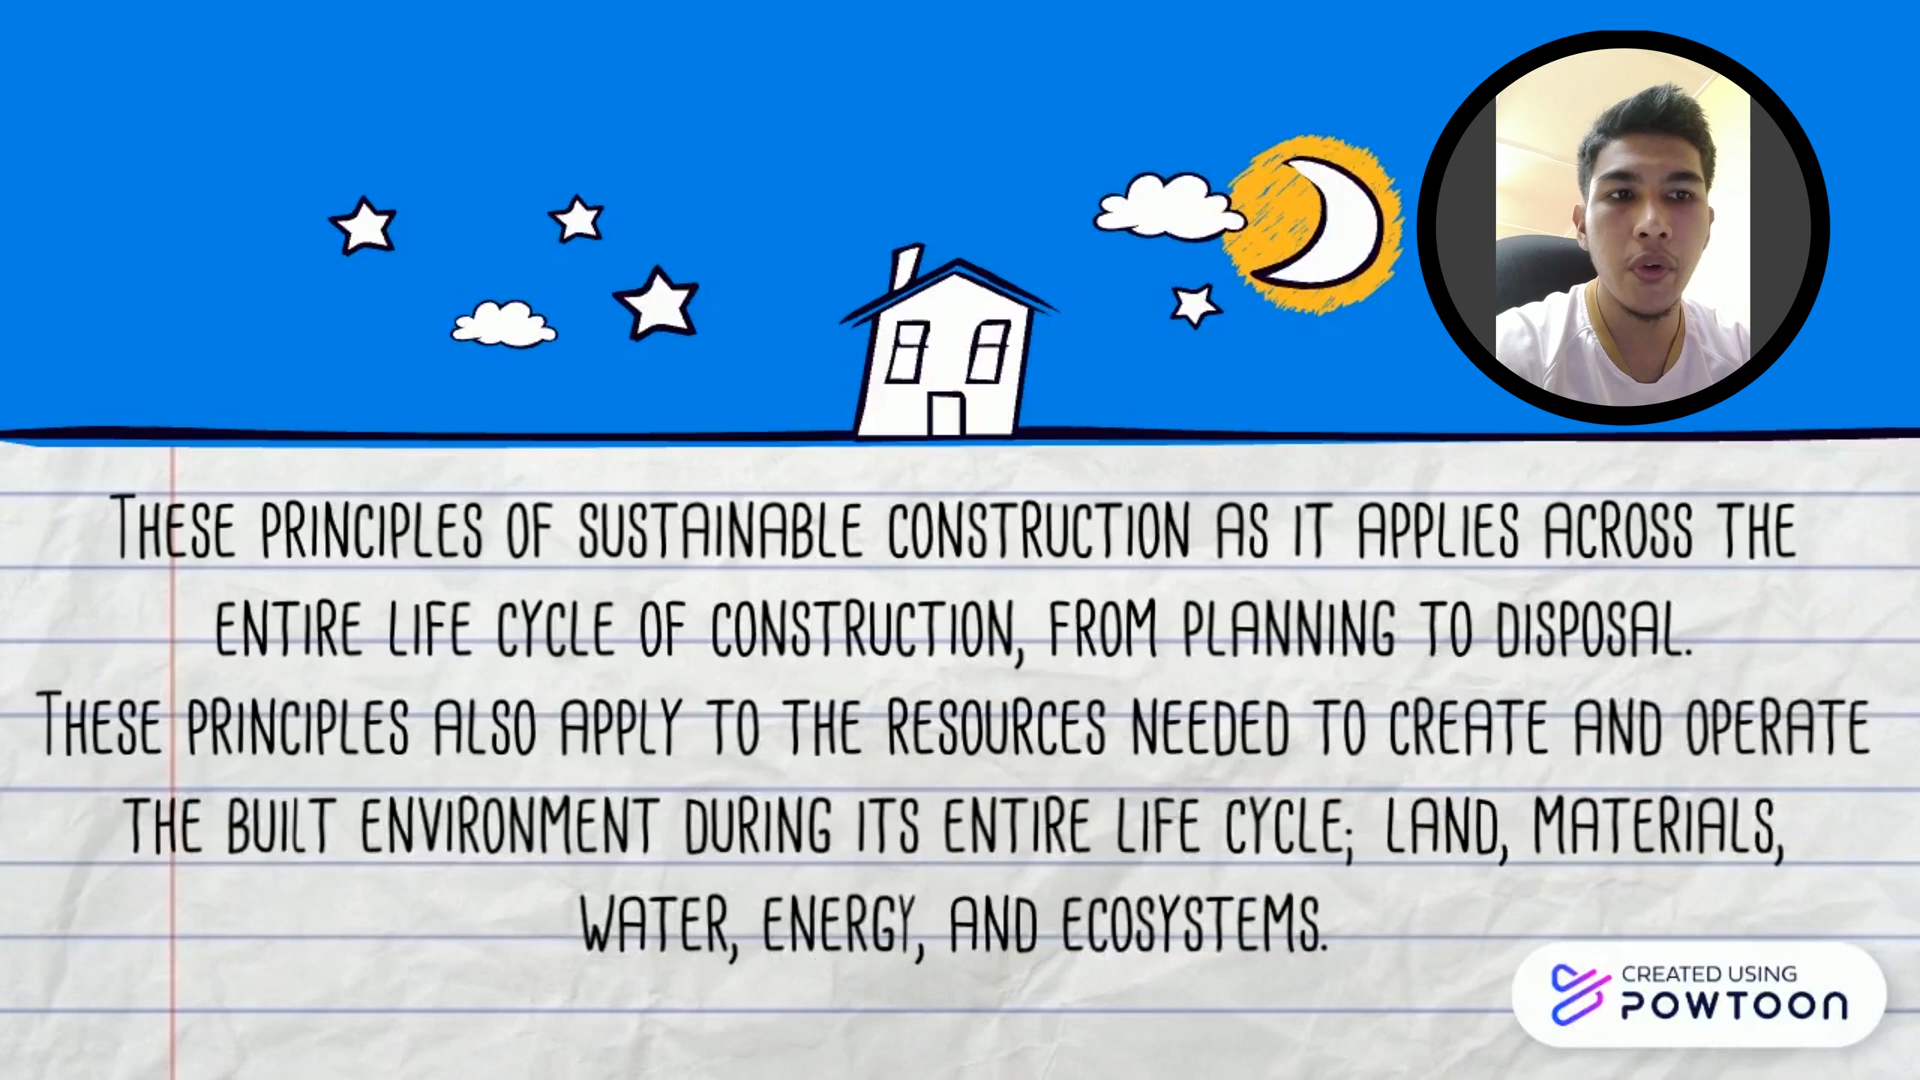 THESE PRINCIPLES OF SUSTAINABLE CONSTRUCTION AS IT APPLIES ACROSS THE
ENTIRE LIFE CYCLE OF CONSTRUCTION, FROM PLANNING TO DISPOSAL.
THESE PRINCIPLES ALSO APPLY TO THE RESOURCES NEEDED TO CREATE AND OPERATE
THE BUILT ENVIRONMENT DURING ITS ENTIRE LIFE CYCLE; LAND, MATERIALS,
WATER, ENERGY, AND ECOSYSTEMS.
CREATED USING
POWTOON